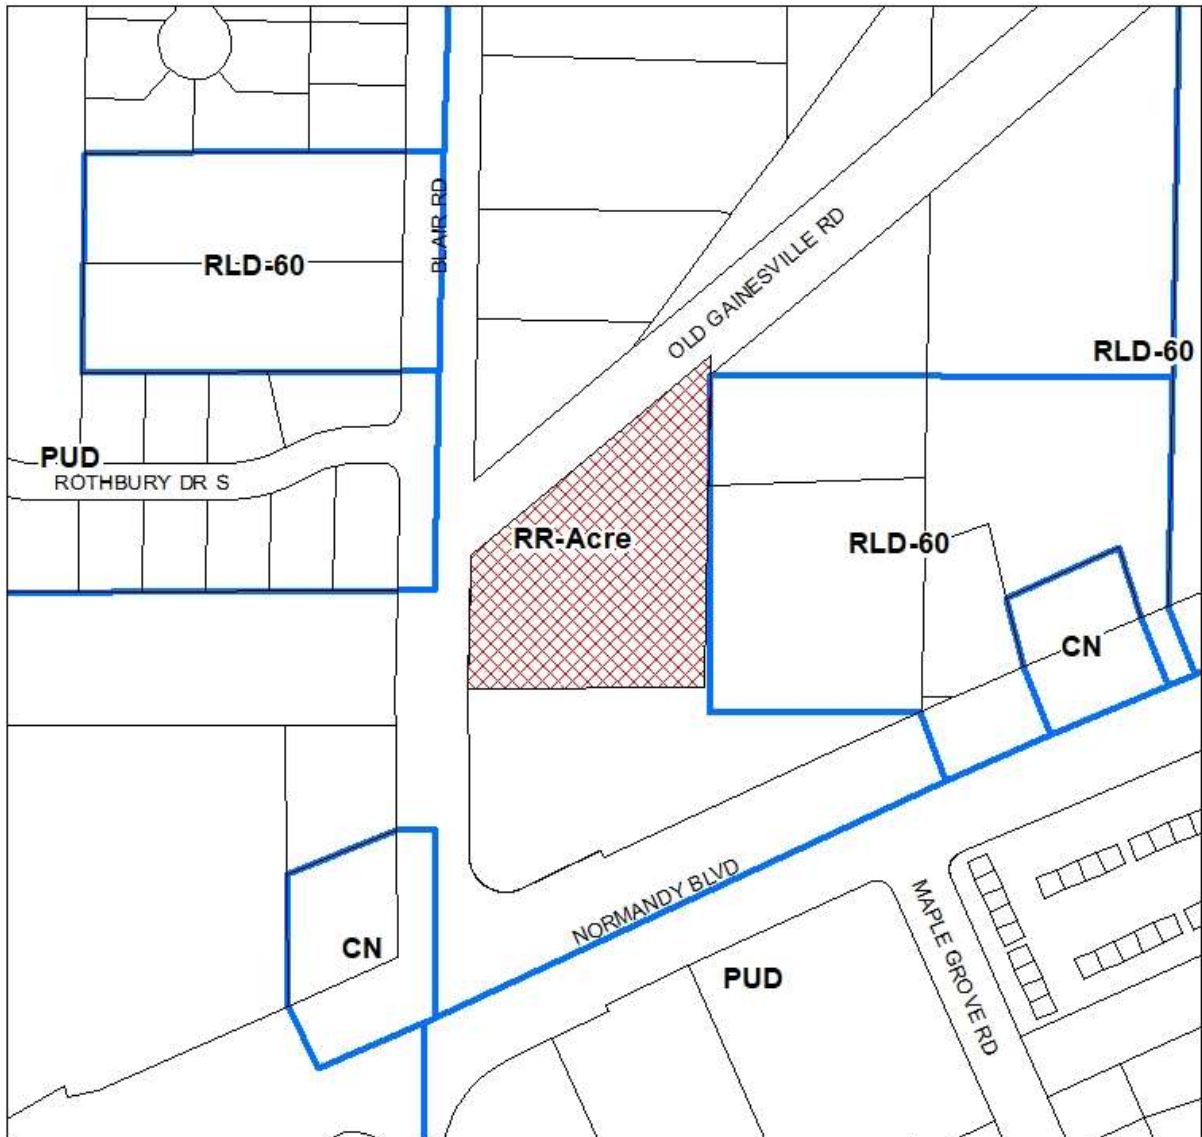 BLAIR RD
RLD-60
OLD GAINESVILLE RD
RLD-60
PUD
ROTHBURY DR S
RR-Acre
RLD-60
CN
NORMANDY BLVD
MAPLE GROVE RD
CN
PUD